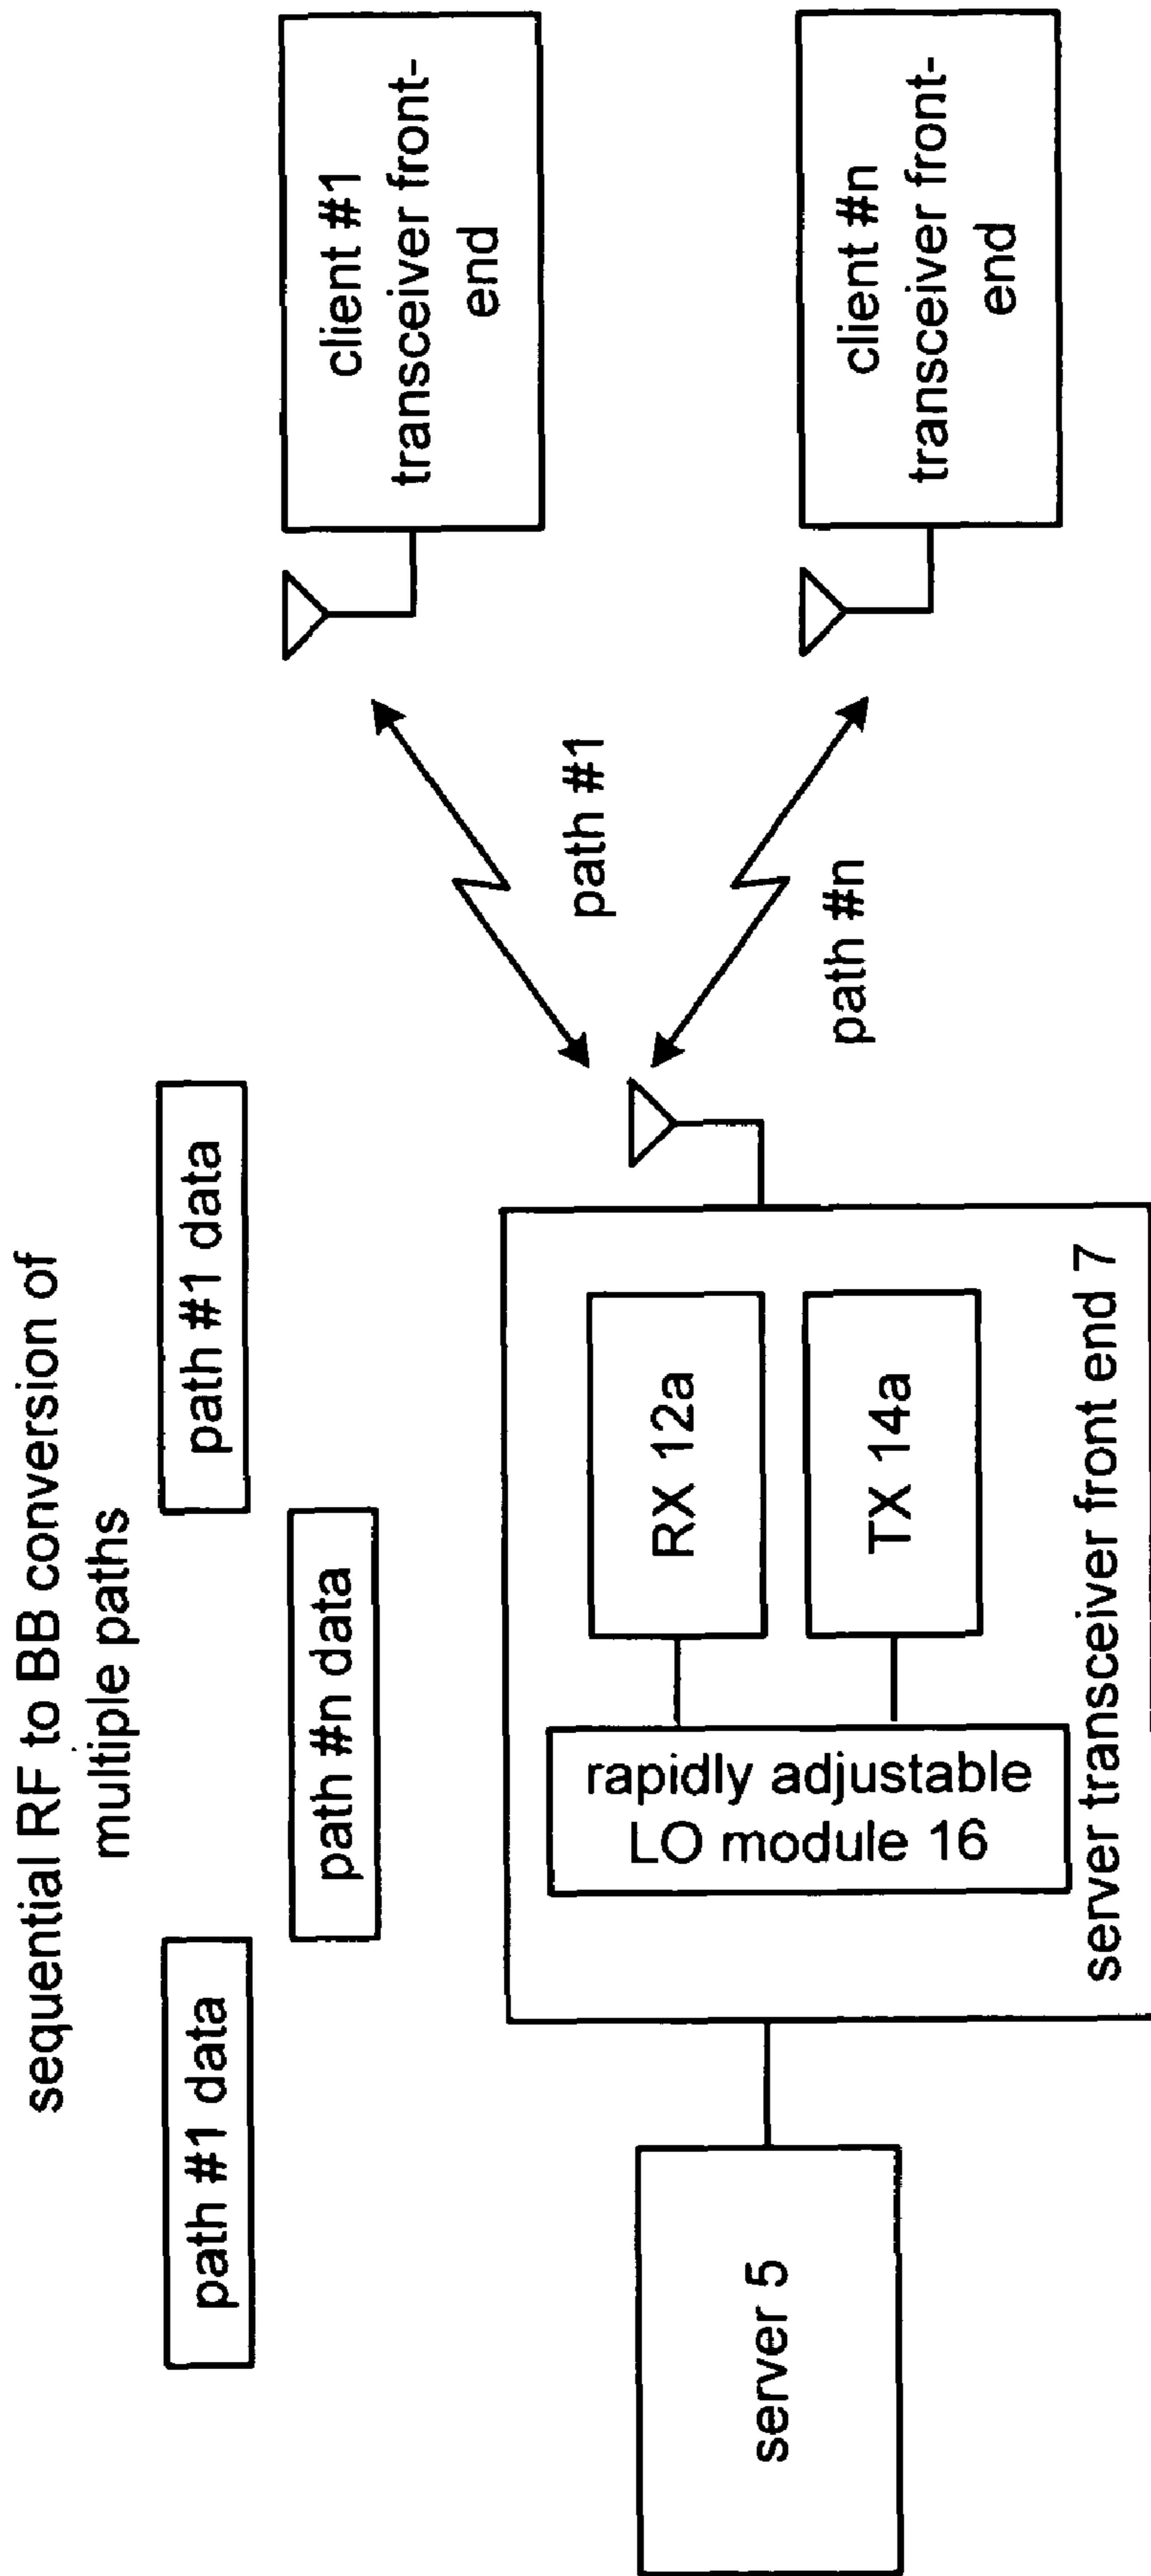 sequential RF to BB conversion of
multiple paths
path #1 data
path #n data
path #1 data
server 5
rapidly adjustable
LO module 16
RX 12a
TX 14a
server transceiver front end 7
path #1
path #n
client #1
transceiver front-
end
client #n
transceiver front-
end